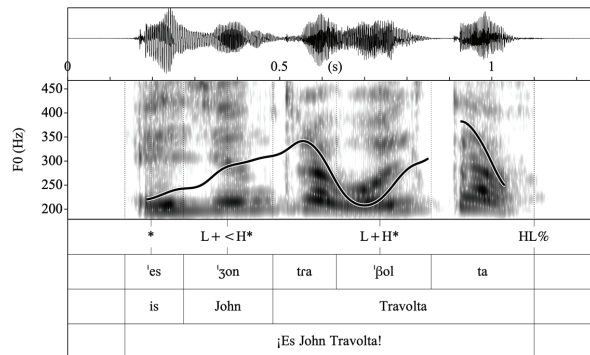 0 0.5 (s) 1
450
400
350
300
250
200
F0 (Hz)
* L+<H* L+H* HL%
ˈes ˈʒon tɾa ˈβol ta
is John Travolta
¡Es John Travolta!